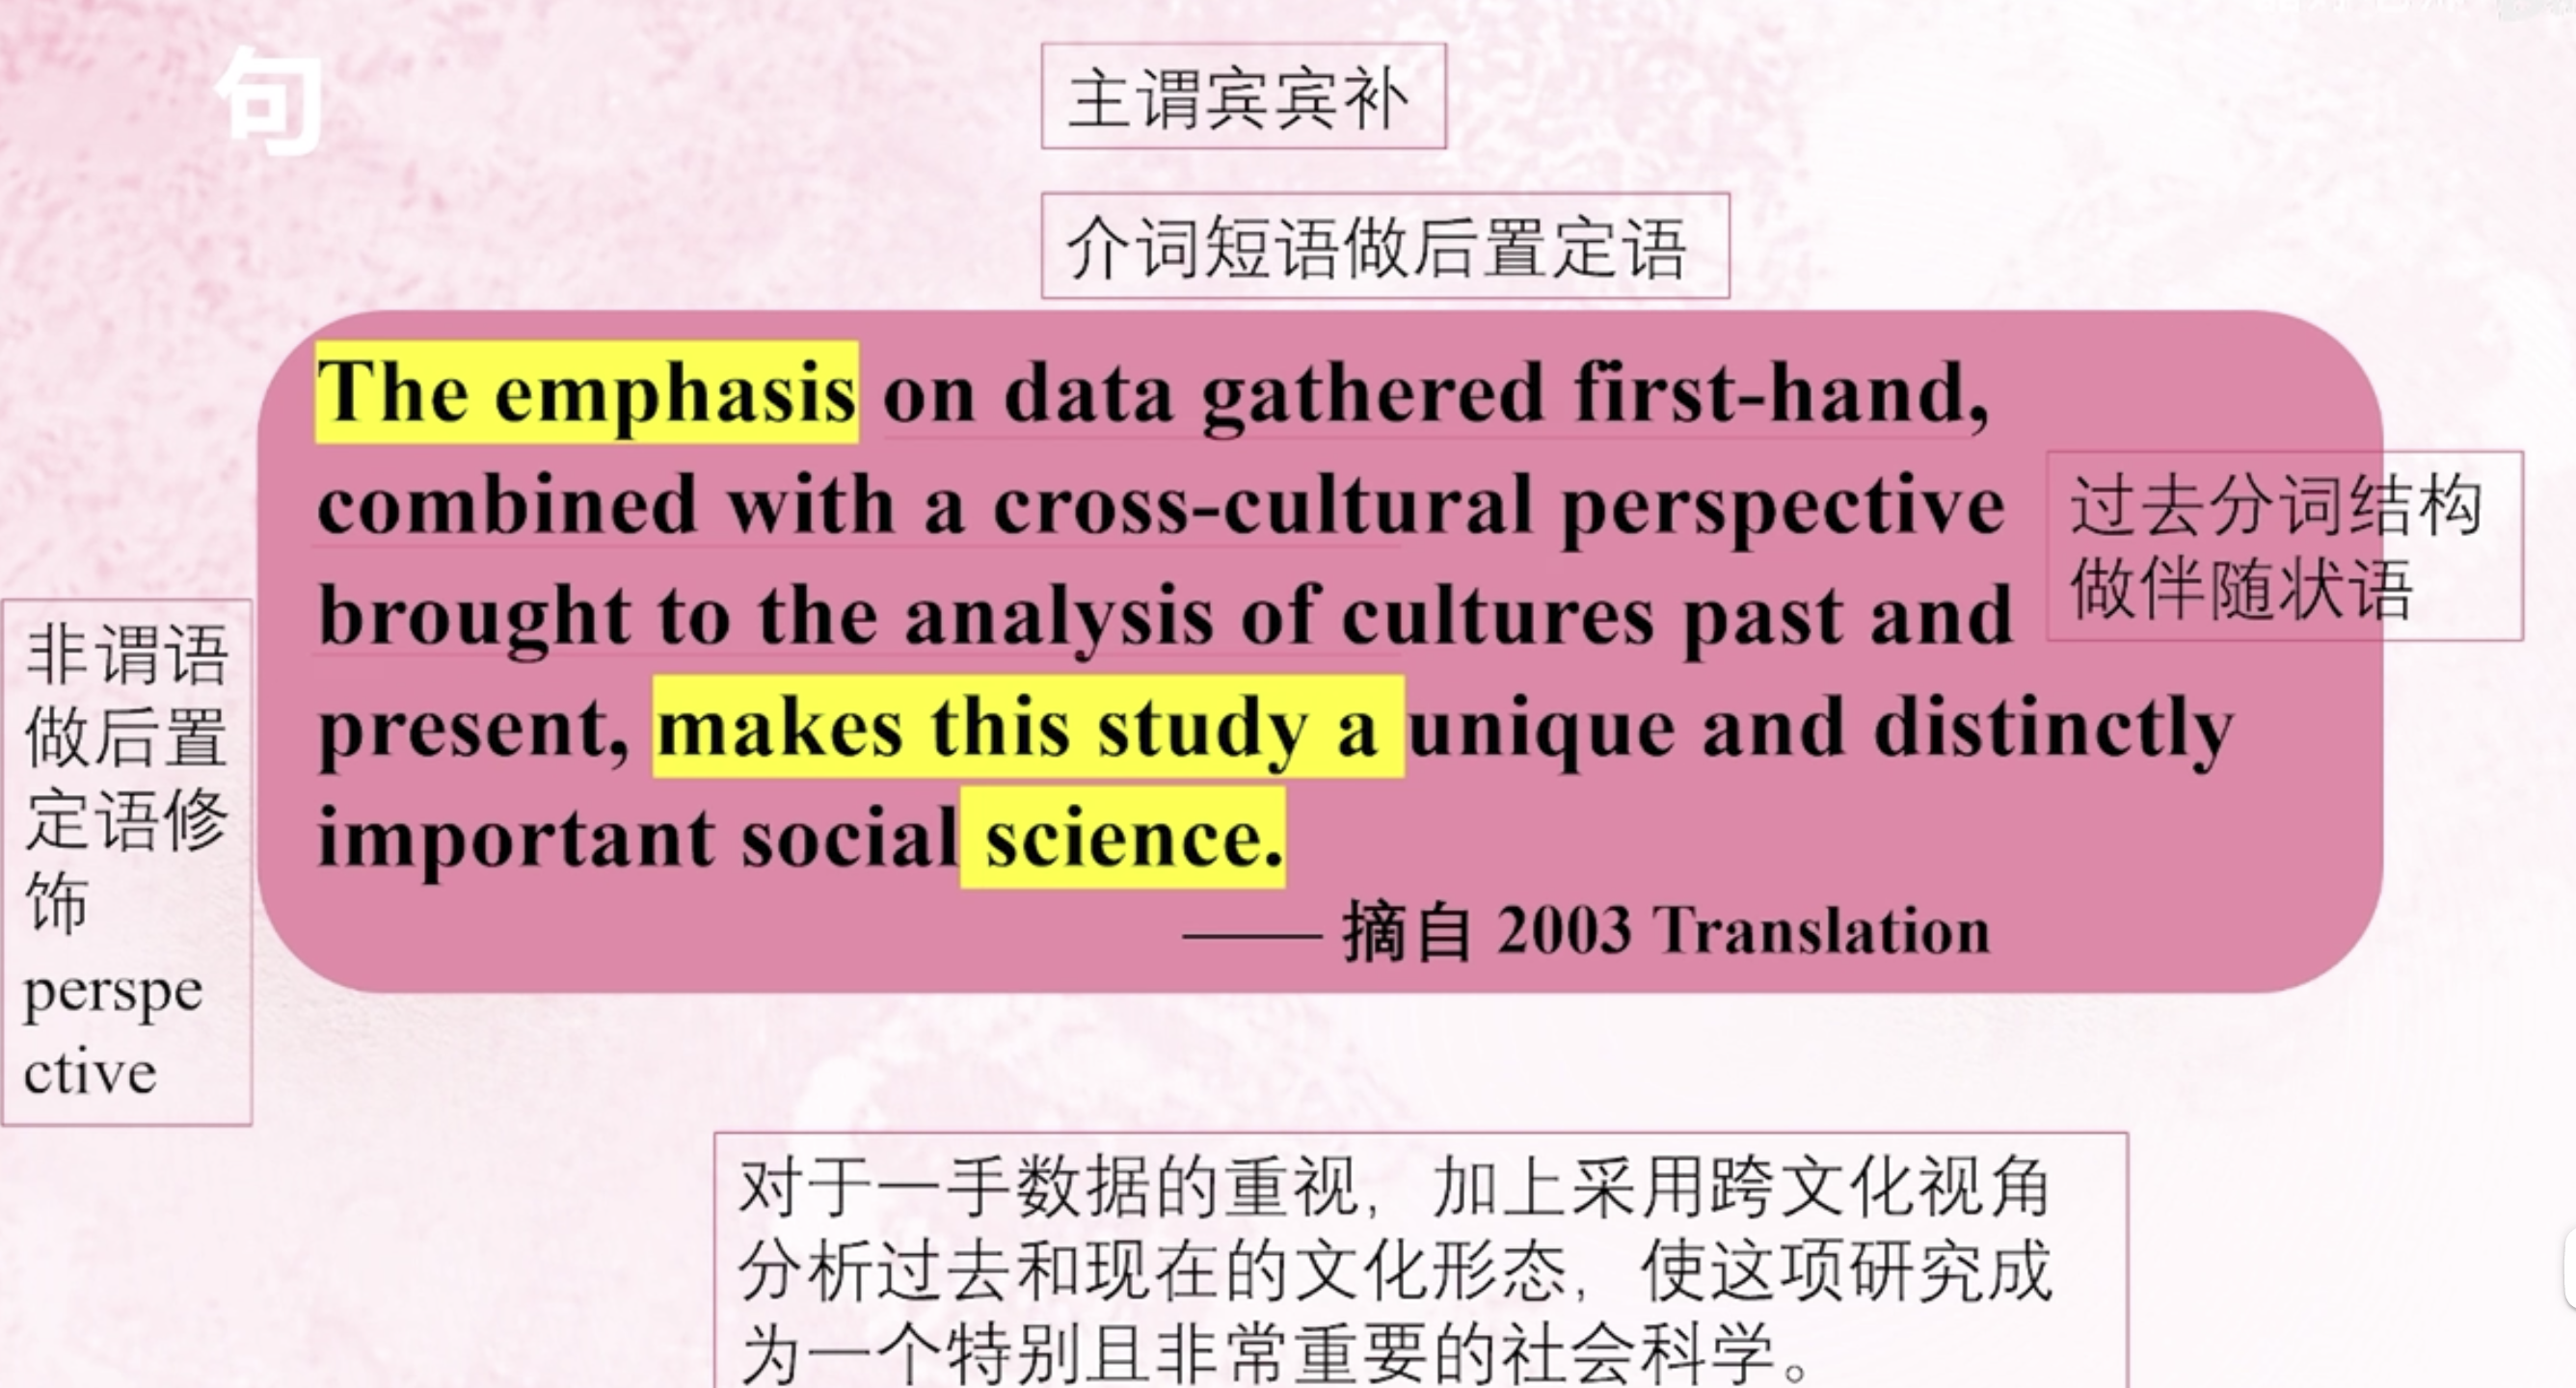 句
主谓宾宾补
介词短语做后置定语
The emphasis on data gathered first-hand,
combined with a cross-cultural perspective
brought to the analysis of cultures past and
present, makes this study a unique and distinctly
important social science.
—— 摘自 2003 Translation
过去分词结构
做伴随状语
非谓语
做后置
定语修
饰
perspe
ctive
对于一手数据的重视，加上采用跨文化视角
分析过去和现在的文化形态，使这项研究成
为一个特别且非常重要的社会科学。